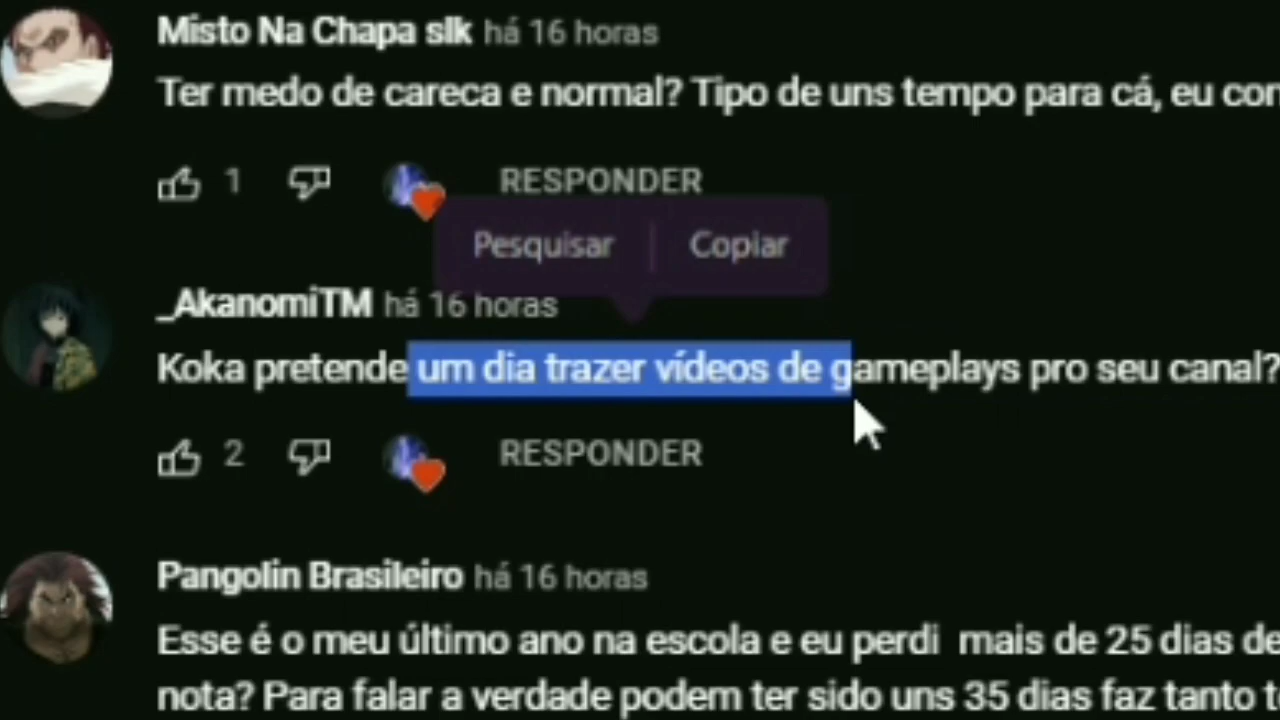 Misto Na Chapa slk há 16 horas
Ter medo de careca e normal? Tipo de uns tempo para cá, eu
1 RESPONDER
Pesquisar Copiar
_AkanomiTM há 16 horas
Koka pretende um dia trazer vídeos de gameplays pro seu canal?
2 RESPONDER
Pangolin Brasileiro há 16 horas
Esse é o meu último ano na escola e eu perdi mais de 25 dias de
nota? Para falar a verdade podem ter sido uns 35 dias faz tanto